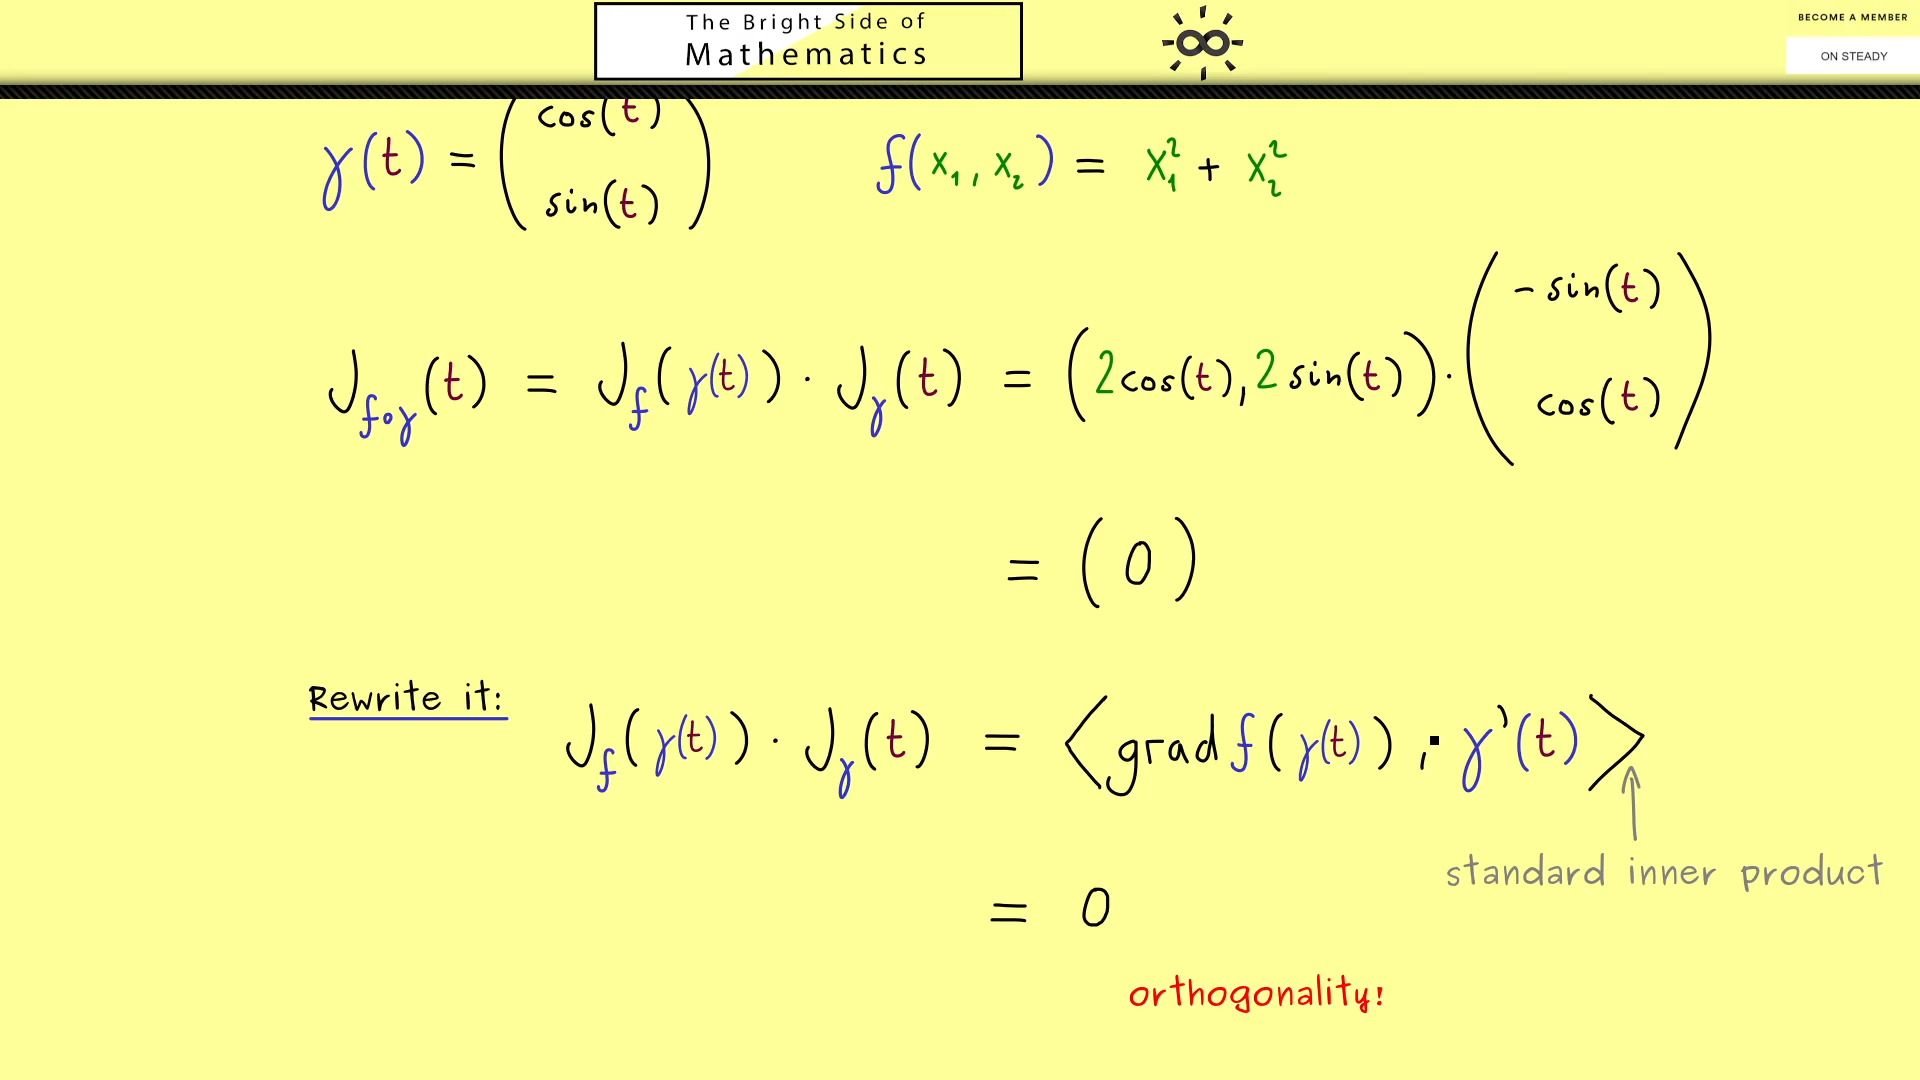 The Bright Side of
Mathematics
BECOME A MEMBER
ON STEADY
γ(t) = ( cos(t) sin(t) ) f(x₁, x₂) = x₁² + x₂²
J_{f∘γ}(t) = J_f(γ(t)) · J_γ(t) = (2cos(t), 2sin(t)) · ( -sin(t) cos(t) )
= (0)
Rewrite it: J_f(γ(t)) · J_γ(t) = <grad f(γ(t)), γ'(t)>
standard inner product
= 0
orthogonality!